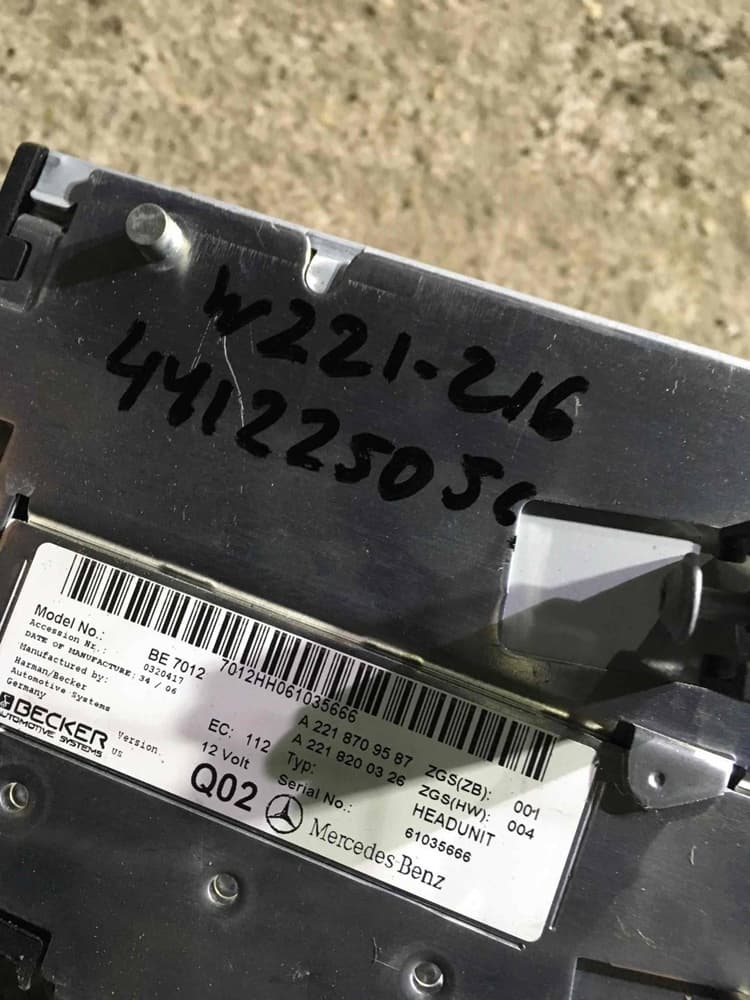 W221-216
44122505
7012HH061035666
Model No.: BE 7012
Accession Nr.: 0320417
DATE OF MANUFACTURE: 34 / 06
Manufactured by:
Harman/Becker
Automotive Systems
Germany
BECKER
AUTOMOTIVE SYSTEMS
Version: US
EC: 112
12 Volt
Q02
A 221 870 95 87 ZGS(ZB): 001
A 221 820 03 26 ZGS(HW): 004
Typ: HEADUNIT
Serial No.: 61035666
Mercedes-Benz